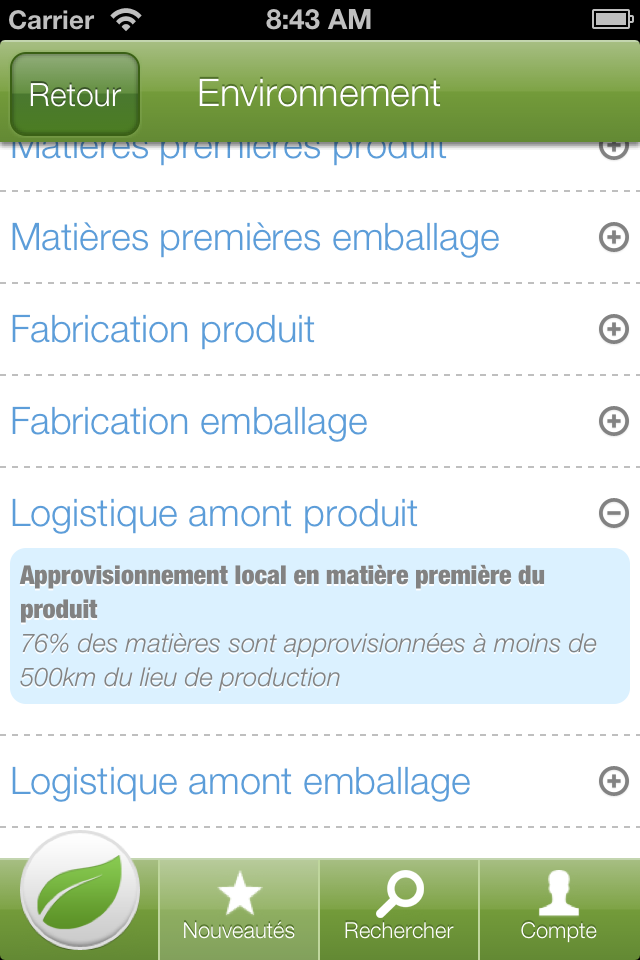 Carrier
8:43 AM
Retour
Environnement
Matières premières produit
Matières premières emballage
Fabrication produit
Fabrication emballage
Logistique amont produit
Approvisionnement local en matière première du
produit
76% des matières sont approvisionnées à moins de
500km du lieu de production
Logistique amont emballage
Nouveautés
Rechercher
Compte